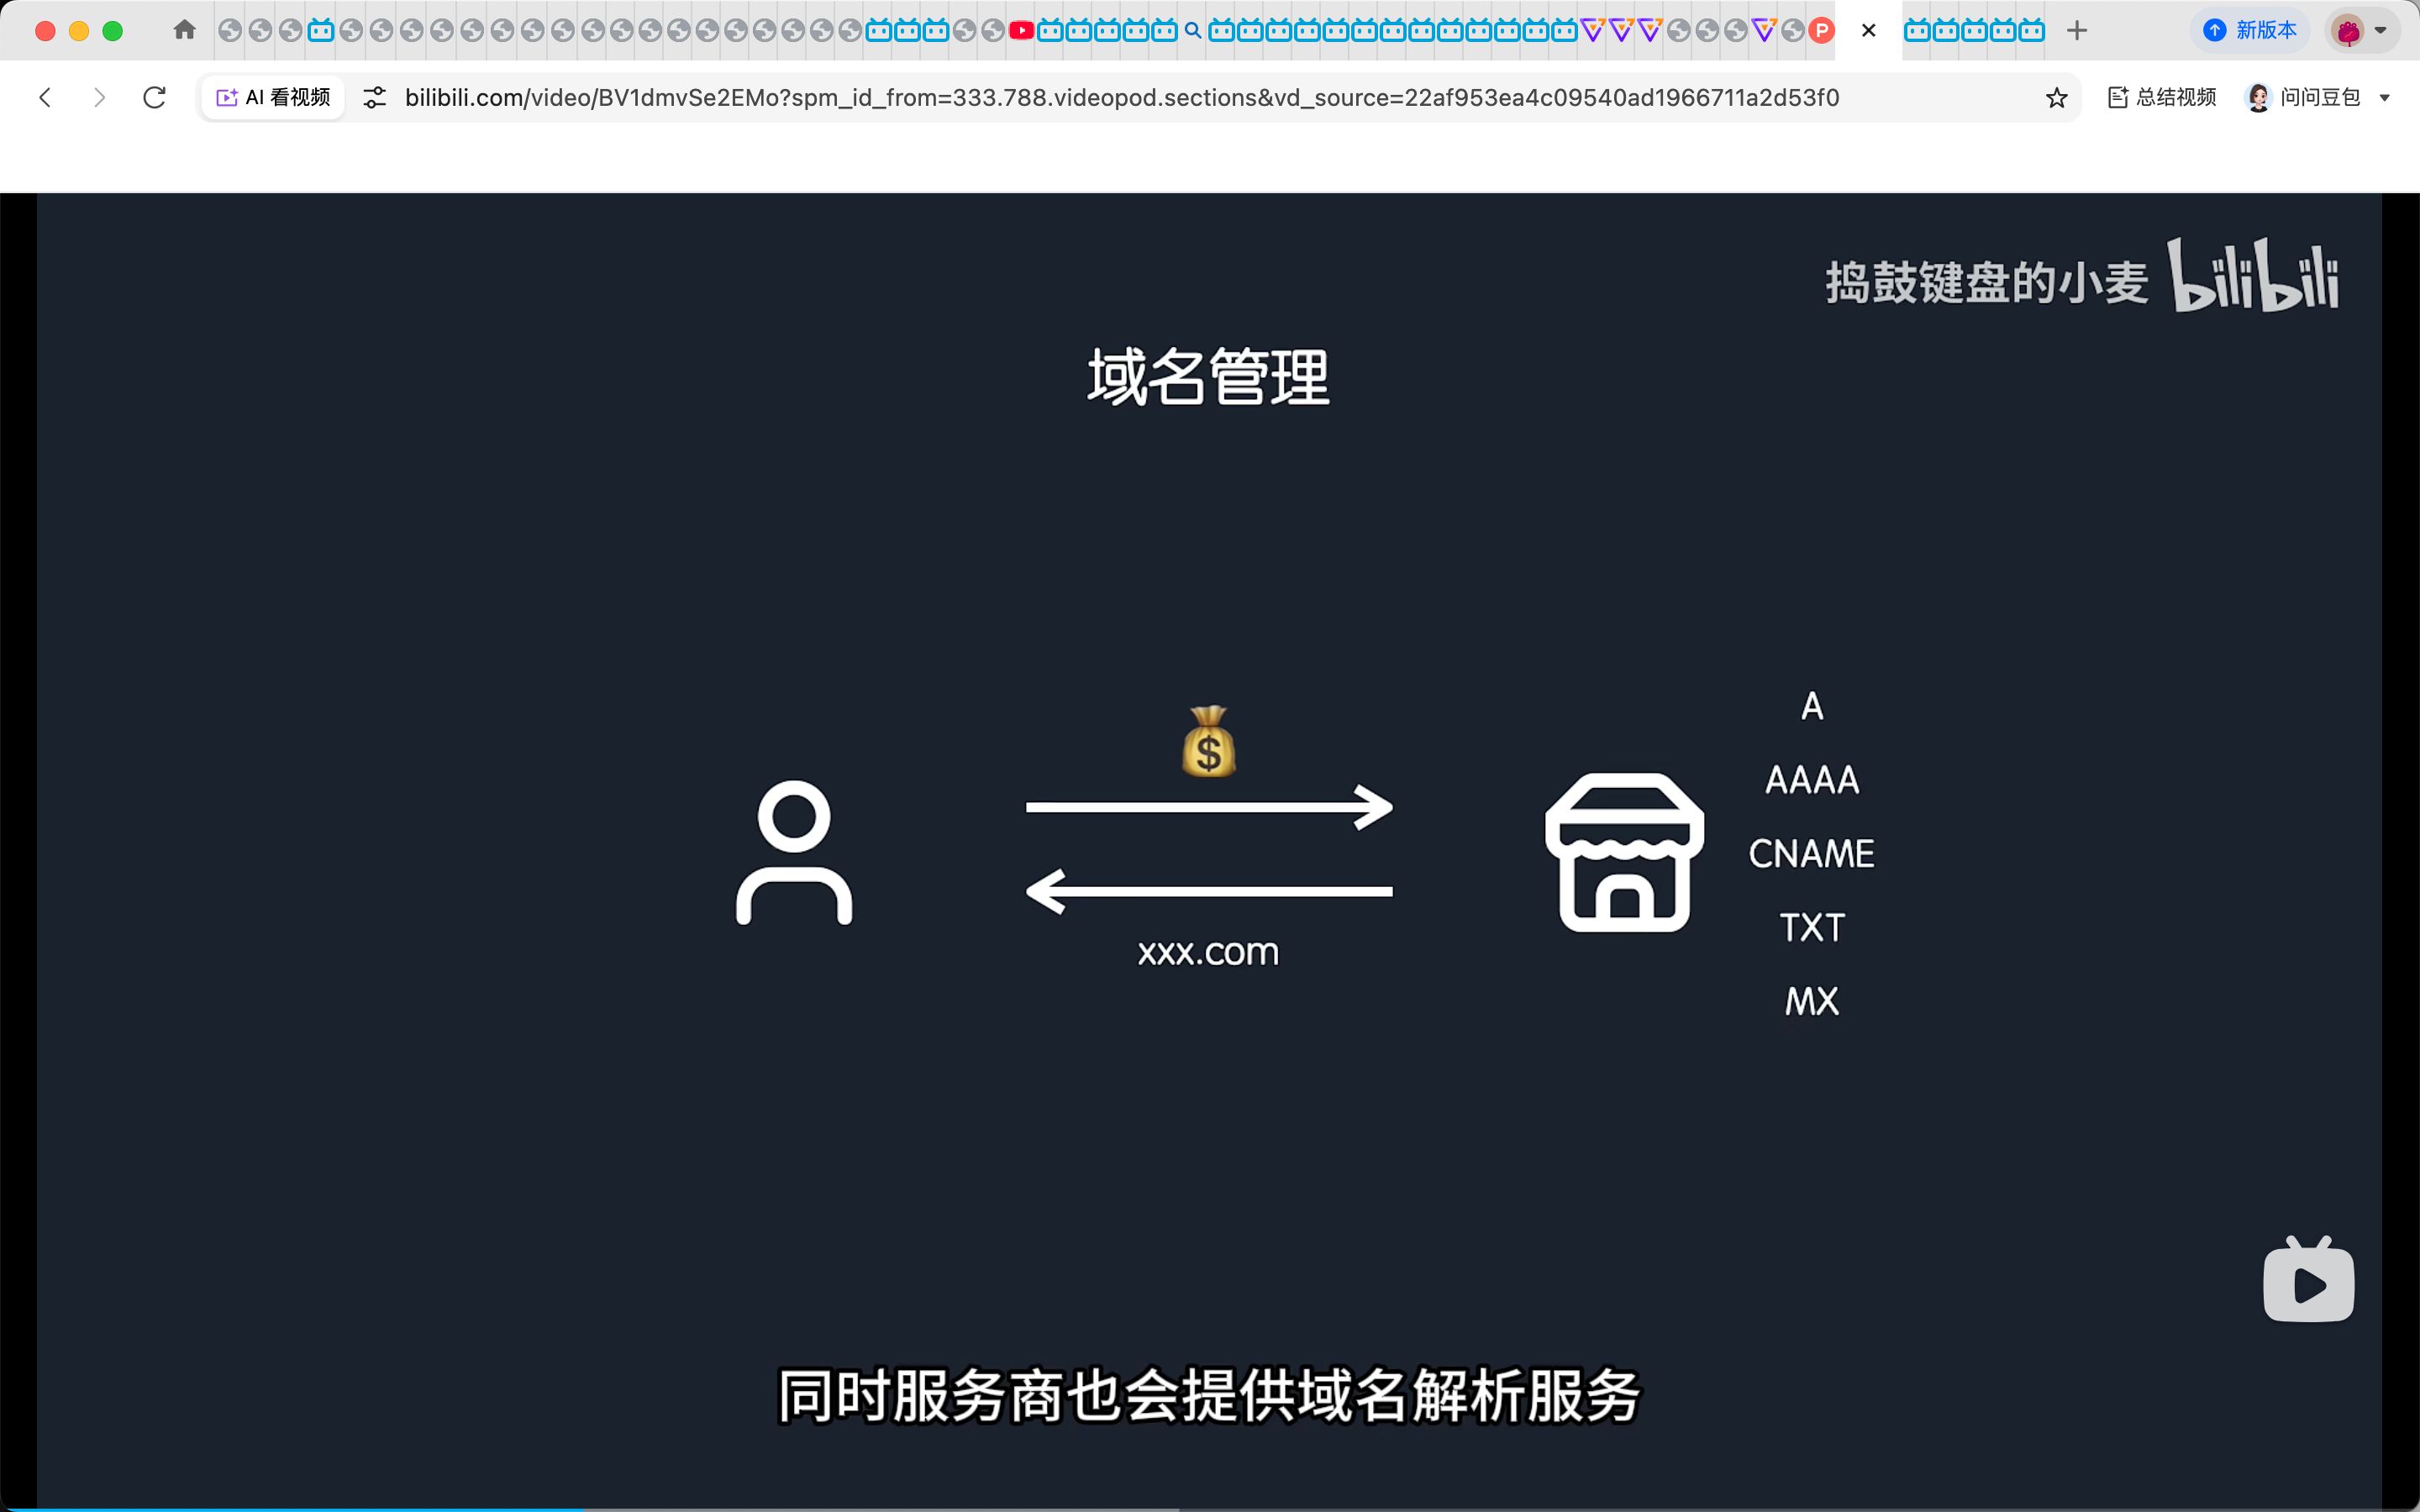 新版本
AI 看视频
bilibili.com/video/BV1dmvSe2EMo?spm_id_from=333.788.videopod.sections&vd_source=22af953ea4c09540ad1966711a2d53f0
总结视频
问问豆包
捣鼓键盘的小麦 bilibili
域名管理
$
xxx.com
A
AAAA
CNAME
TXT
MX
同时服务商也会提供域名解析服务